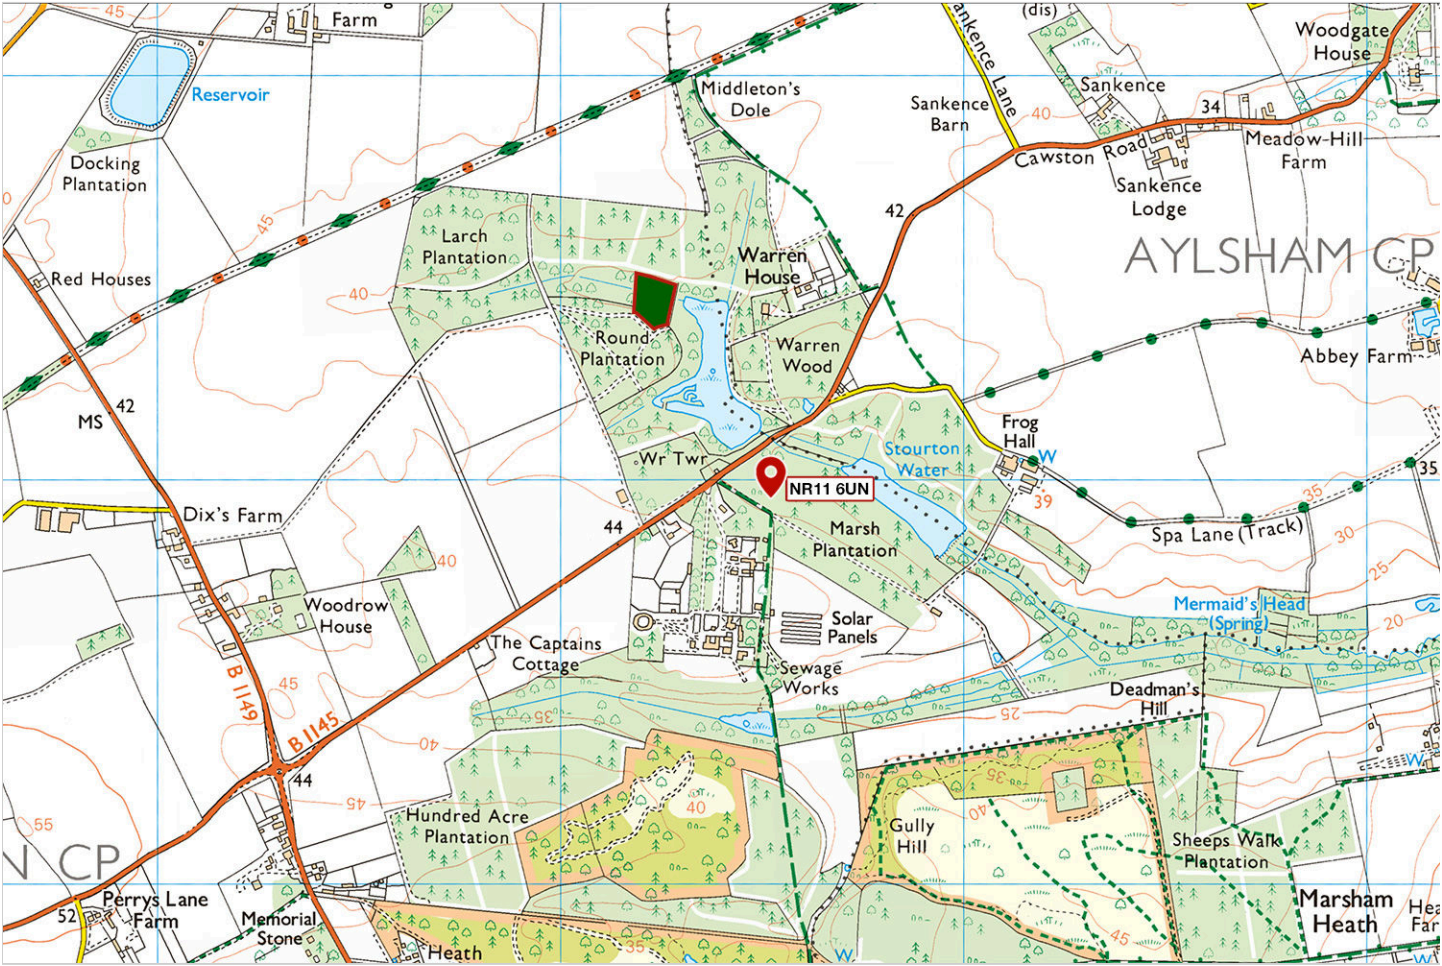 45
Farm
(dis)
Sankence Lane
Woodgate
House
Reservoir
Middleton's
Dole
Sankence
Sankence
Barn
40
34
Cawston Road
Meadow-Hill
Farm
Docking
Plantation
Sankence
Lodge
42
45
Larch
Plantation
Warren
House
AYLSHAM CP
Red Houses
40
Round
Plantation
Warren
Wood
Abbey Farm
42
MS
Frog
Hall
W
Wr Twr
Stourton
Water
NR11 6UN
39
35
35
Dix's Farm
44
Marsh
Plantation
Spa Lane (Track)
30
40
25
Woodrow
House
Mermaid's Head
(Spring)
20
Solar
Panels
The Captains
Cottage
Sewage
Works
B 1149
45
35
Deadman's
Hill
25
B 1145
40
44
W
45
40
35
40
Hundred Acre
Plantation
Gully
Hill
Sheeps Walk
Plantation
55
N CP
Perrys Lane
Farm
52
Memorial
Stone
Heath
35
W
45
Marsham
Heath
Hea
Far
W